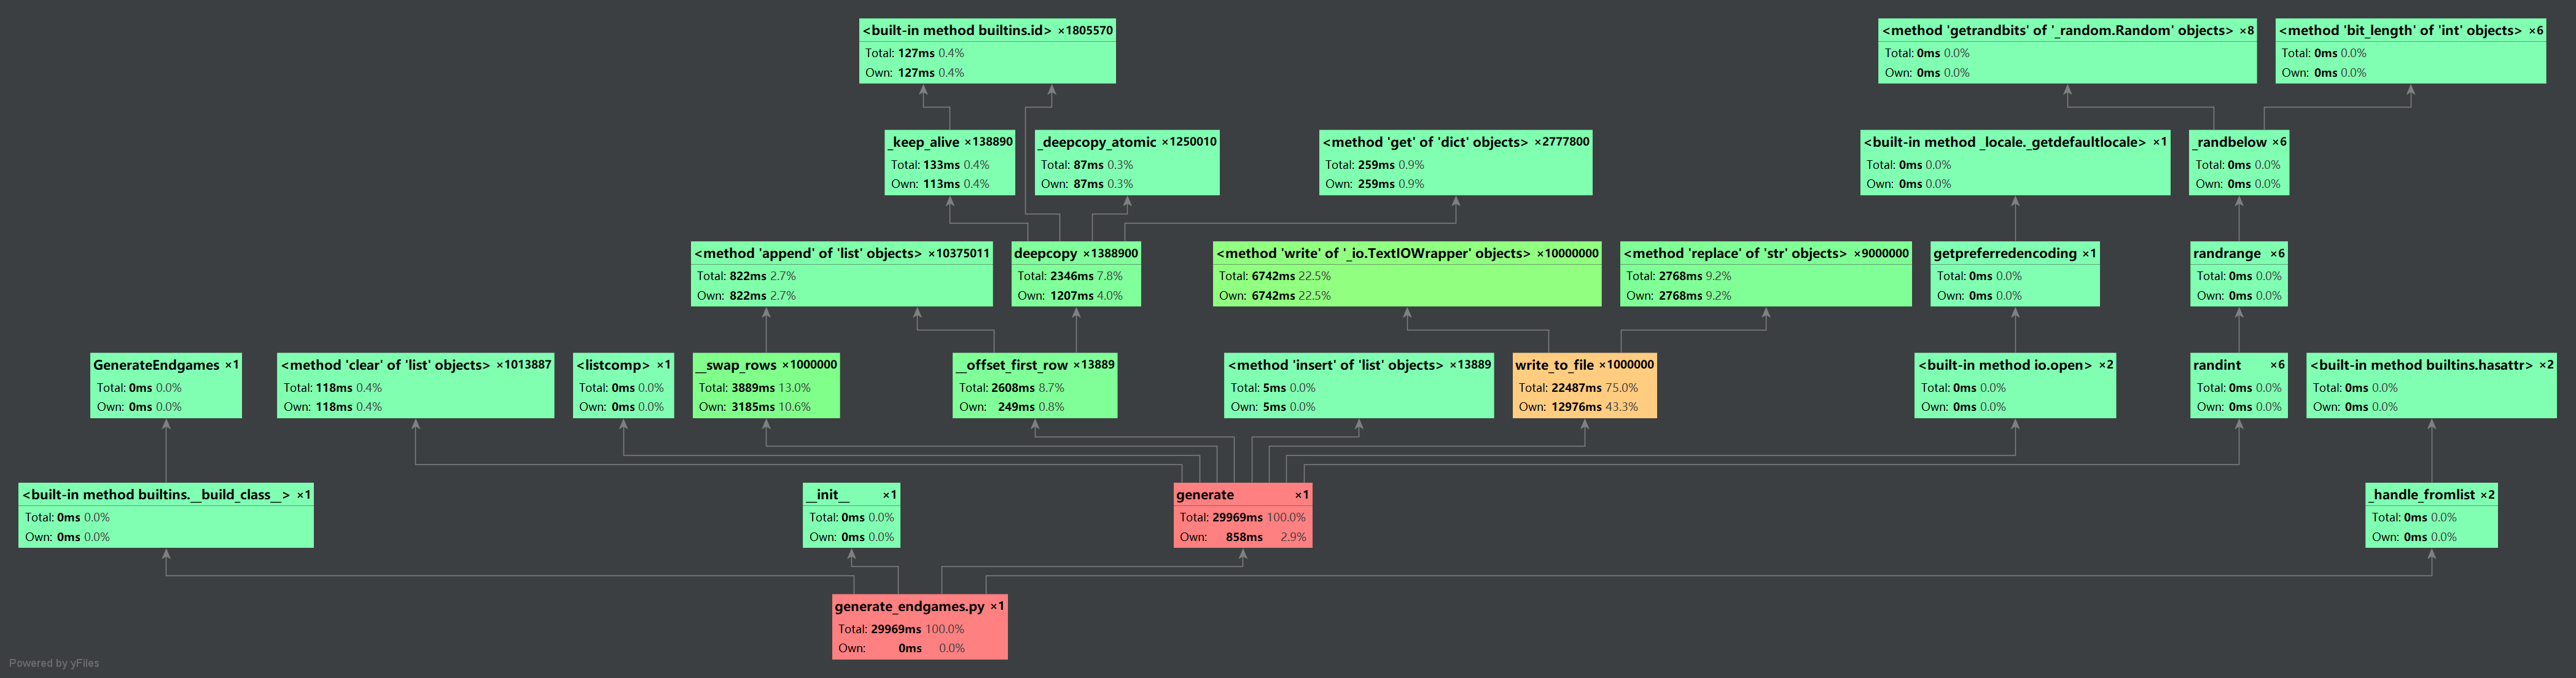 <built-in method builtins.id> ×1805570
Total: 127ms 0.4%
Own: 127ms 0.4%
<method 'getrandbits' of '_random.Random' objects> ×8
Total: 0ms 0.0%
Own: 0ms 0.0%
<method 'bit_length' of 'int' objects> ×6
Total: 0ms 0.0%
Own: 0ms 0.0%
_keep_alive ×138890
Total: 133ms 0.4%
Own: 113ms 0.4%
_deepcopy_atomic ×1250010
Total: 87ms 0.3%
Own: 87ms 0.3%
<method 'get' of 'dict' objects> ×2777800
Total: 259ms 0.9%
Own: 259ms 0.9%
<built-in method _locale._getdefaultlocale> ×1
Total: 0ms 0.0%
Own: 0ms 0.0%
_randbelow ×6
Total: 0ms 0.0%
Own: 0ms 0.0%
<method 'append' of 'list' objects> ×10375011
Total: 822ms 2.7%
Own: 822ms 2.7%
deepcopy ×1388900
Total: 2346ms 7.8%
Own: 1207ms 4.0%
<method 'write' of '_io.TextIOWrapper' objects> ×10000000
Total: 6742ms 22.5%
Own: 6742ms 22.5%
<method 'replace' of 'str' objects> ×9000000
Total: 2768ms 9.2%
Own: 2768ms 9.2%
getpreferredencoding ×1
Total: 0ms 0.0%
Own: 0ms 0.0%
randrange ×6
Total: 0ms 0.0%
Own: 0ms 0.0%
GenerateEndgames ×1
Total: 0ms 0.0%
Own: 0ms 0.0%
<method 'clear' of 'list' objects> ×1013887
Total: 118ms 0.4%
Own: 118ms 0.4%
<listcomp> ×1
Total: 0ms 0.0%
Own: 0ms 0.0%
__swap_rows ×1000000
Total: 3889ms 13.0%
Own: 3185ms 10.6%
__offset_first_row ×13889
Total: 2608ms 8.7%
Own: 249ms 0.8%
<method 'insert' of 'list' objects> ×13889
Total: 5ms 0.0%
Own: 5ms 0.0%
write_to_file ×1000000
Total: 22487ms 75.0%
Own: 12976ms 43.3%
<built-in method io.open> ×2
Total: 0ms 0.0%
Own: 0ms 0.0%
randint ×6
Total: 0ms 0.0%
Own: 0ms 0.0%
<built-in method builtins.hasattr> ×2
Total: 0ms 0.0%
Own: 0ms 0.0%
<built-in method builtins.__build_class__> ×1
Total: 0ms 0.0%
Own: 0ms 0.0%
__init__ ×1
Total: 0ms 0.0%
Own: 0ms 0.0%
generate ×1
Total: 29969ms 100.0%
Own: 858ms 2.9%
_handle_fromlist ×2
Total: 0ms 0.0%
Own: 0ms 0.0%
generate_endgames.py ×1
Total: 29969ms 100.0%
Own: 0ms 0.0%
Powered by yFiles